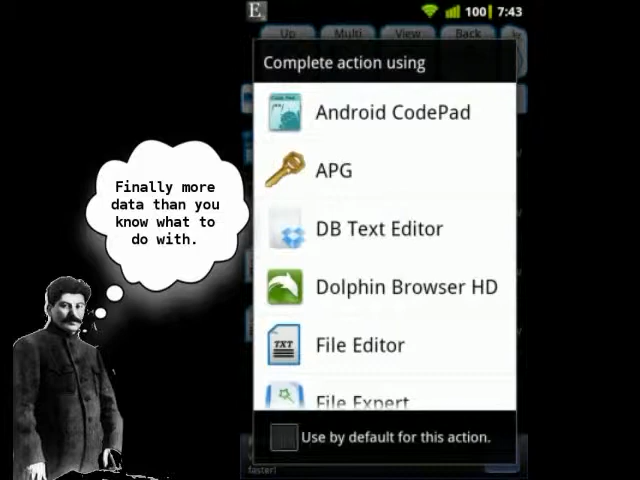 E
100 7:43
Up Multi View Back
Complete action using
Android CodePad
APG
DB Text Editor
Dolphin Browser HD
TXT
File Editor
File Expert
Use by default for this action.
faster!
Finally more
data than you
know what to
do with.